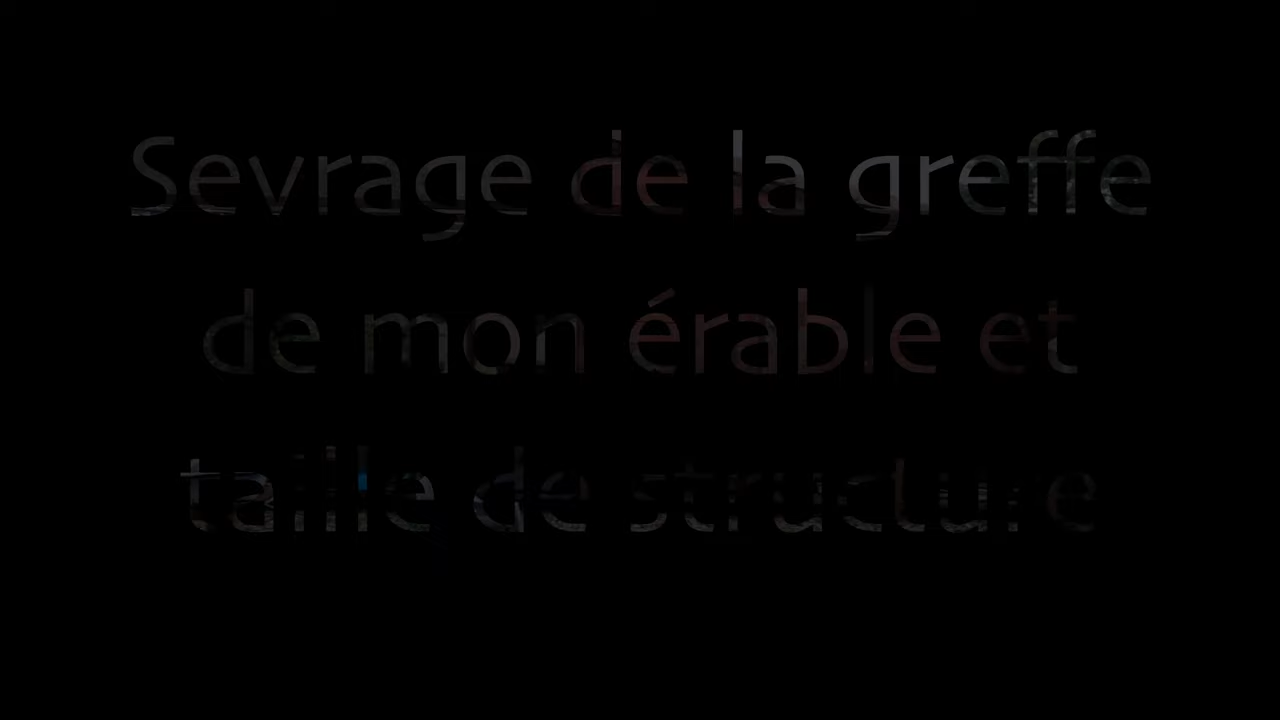 Sevrage de la greffe
de mon érable et
taille de structure